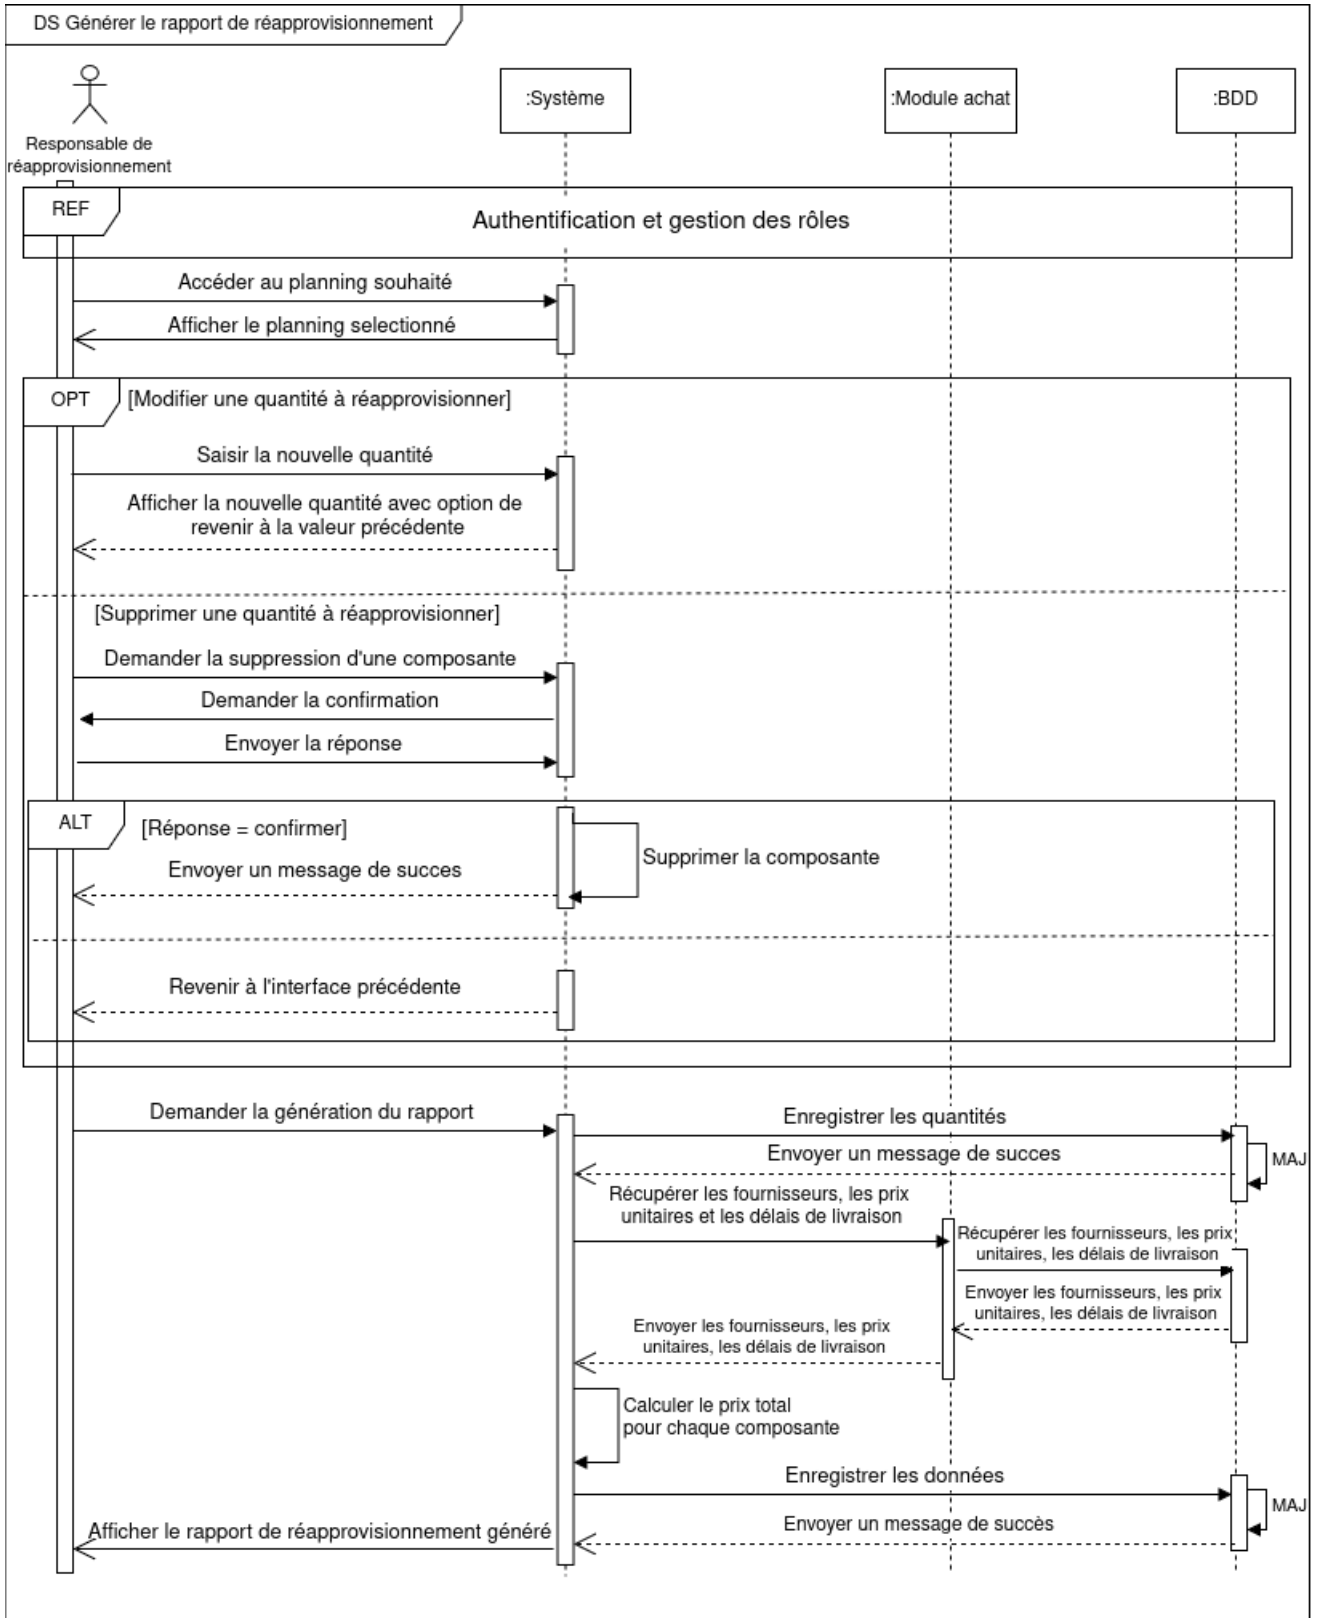 DS Générer le rapport de réapprovisionnement
:Système
:Module achat
:BDD
Responsable de
réapprovisionnement
REF
Authentification et gestion des rôles
Accéder au planning souhaité
Afficher le planning selectionné
OPT
[Modifier une quantité à réapprovisionner]
Saisir la nouvelle quantité
Afficher la nouvelle quantité avec option de
revenir à la valeur précédente
[Supprimer une quantité à réapprovisionner]
Demander la suppression d'une composante
Demander la confirmation
Envoyer la réponse
ALT
[Réponse = confirmer]
Supprimer la composante
Envoyer un message de succes
Revenir à l'interface précédente
Demander la génération du rapport
Enregistrer les quantités
Envoyer un message de succes
MAJ
Récupérer les fournisseurs, les prix
unitaires et les délais de livraison
Récupérer les fournisseurs, les prix
unitaires, les délais de livraison
Envoyer les fournisseurs, les prix
unitaires, les délais de livraison
Envoyer les fournisseurs, les prix
unitaires, les délais de livraison
Calculer le prix total
pour chaque composante
Enregistrer les données
MAJ
Envoyer un message de succès
Afficher le rapport de réapprovisionnement généré